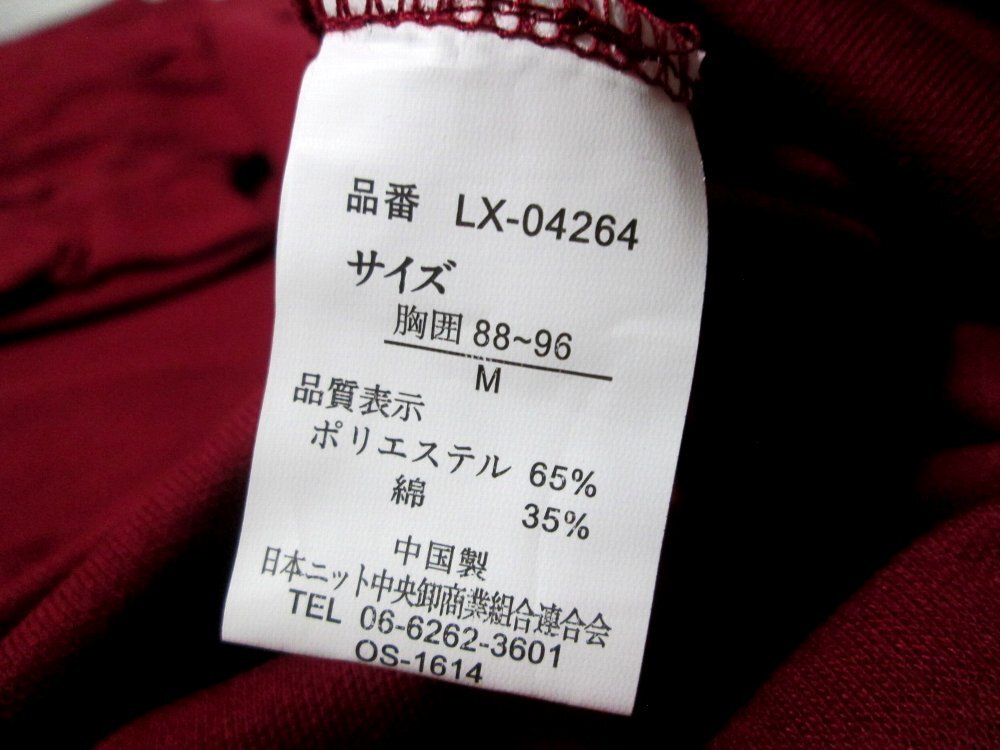 品番 LX-04264
サイズ
胸囲 88~96
M
品質表示
ポリエステル 65%
綿 35%
中国製
日本ニット中央卸商業組合連合会
TEL 06-6262-3601
OS-1614